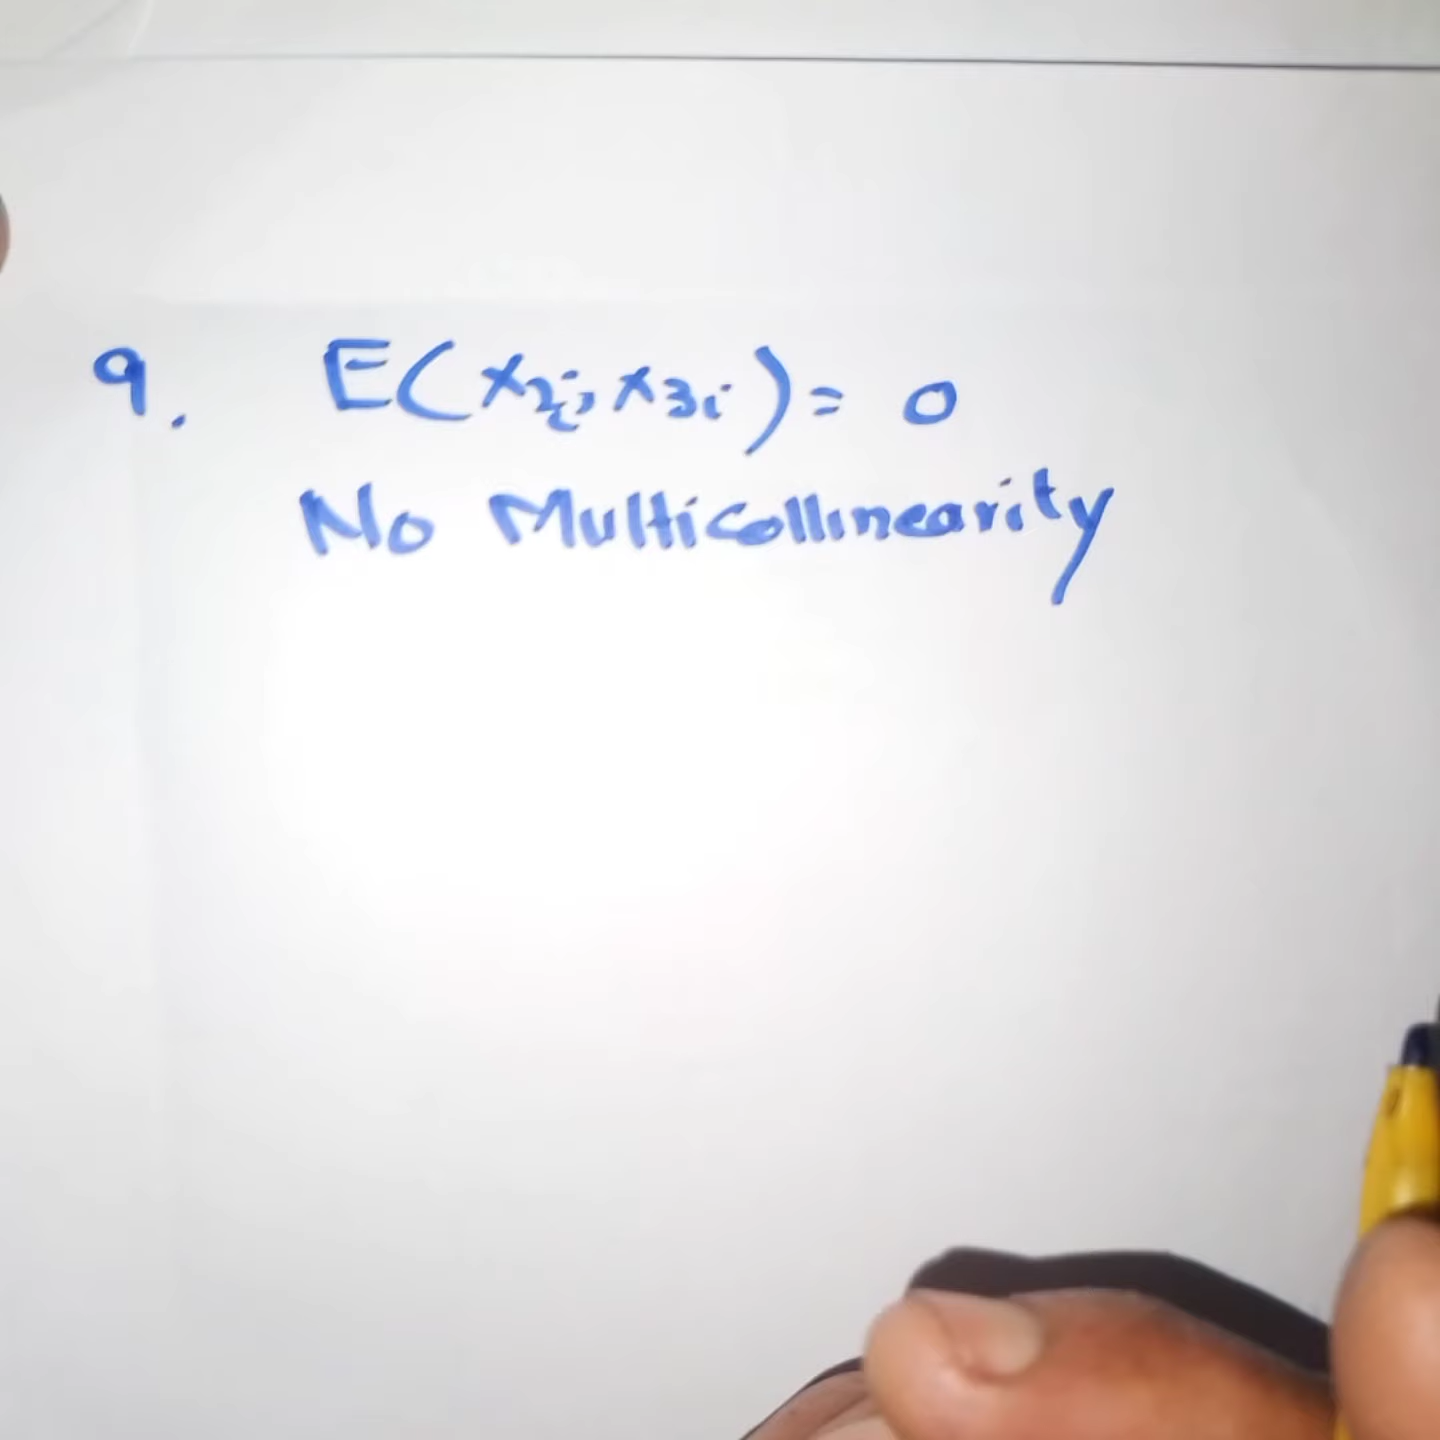 9. E(x2i, x3i) = 0
No Multicollinearity